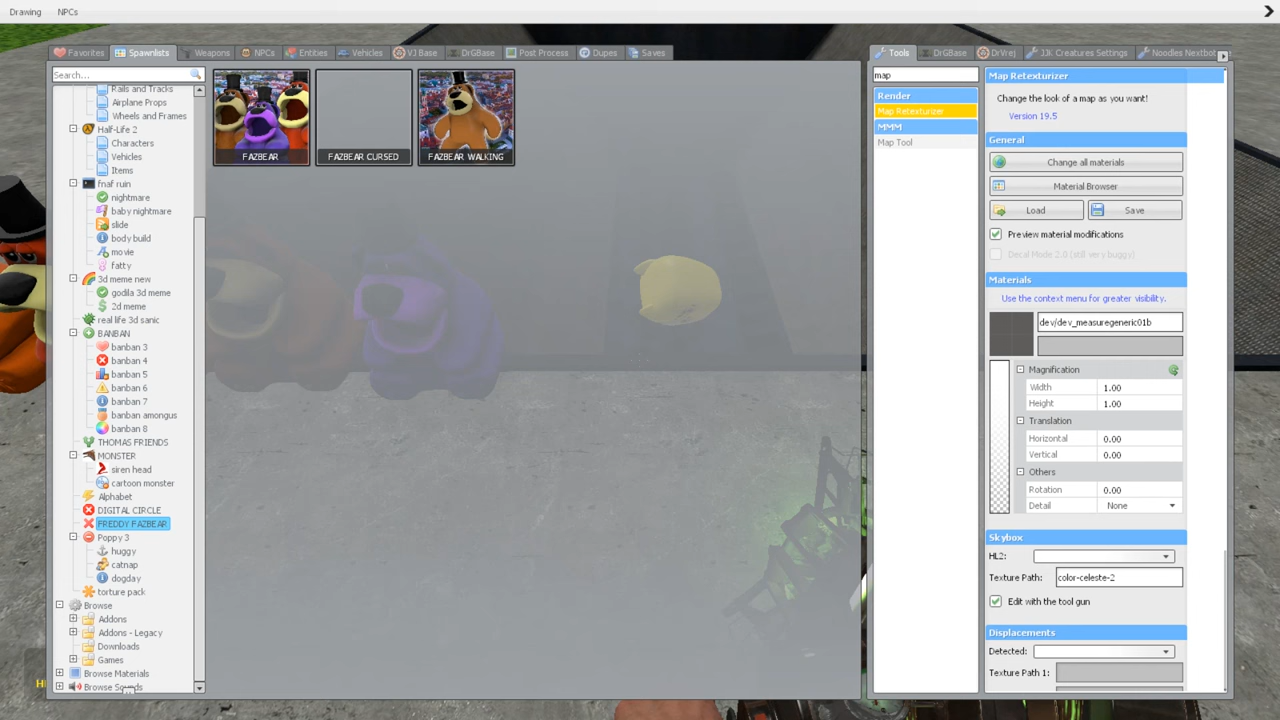 Drawing NPCs
Favorites Spawnlists Weapons NPCs Entities Vehicles VJ Base DrGBase Post Process Dupes Saves
Search...
Rails and Tracks
Airplane Props
Wheels and Frames
Half-Life 2
Characters
Vehicles
Items
fnaf ruin
nightmare
baby nightmare
slide
body build
movie
fatty
3d meme new
godila 3d meme
2d meme
real life 3d sanic
BANBAN
banban 3
banban 4
banban 5
banban 6
banban 7
banban amongus
banban 8
THOMAS FRIENDS
MONSTER
siren head
cartoon monster
Alphabet
DIGITAL CIRCLE
FREDDY FAZBEAR
Poppy 3
huggy
catnap
dogday
torture pack
Browse
Addons
Addons - Legacy
Downloads
Games
Browse Materials
Browse Sounds
FAZBEAR
FAZBEAR CURSED
FAZBEAR WALKING
Tools DrGBase DrVrej JJK Creatures Settings Noodles Nextbot
map
Render
Map Retexturizer
MMM
Map Tool
Map Retexturizer
Change the look of a map as you want!
Version 19.5
General
Change all materials
Material Browser
Load Save
Preview material modifications
Decal Mode 2.0 (still very buggy)
Materials
Use the context menu for greater visibility.
dev/dev_measuregeneric01b
Magnification
Width 1.00
Height 1.00
Translation
Horizontal 0.00
Vertical 0.00
Others
Rotation 0.00
Detail None
Skybox
HL2:
Texture Path: color-celeste-2
Edit with the tool gun
Displacements
Detected:
Texture Path 1: